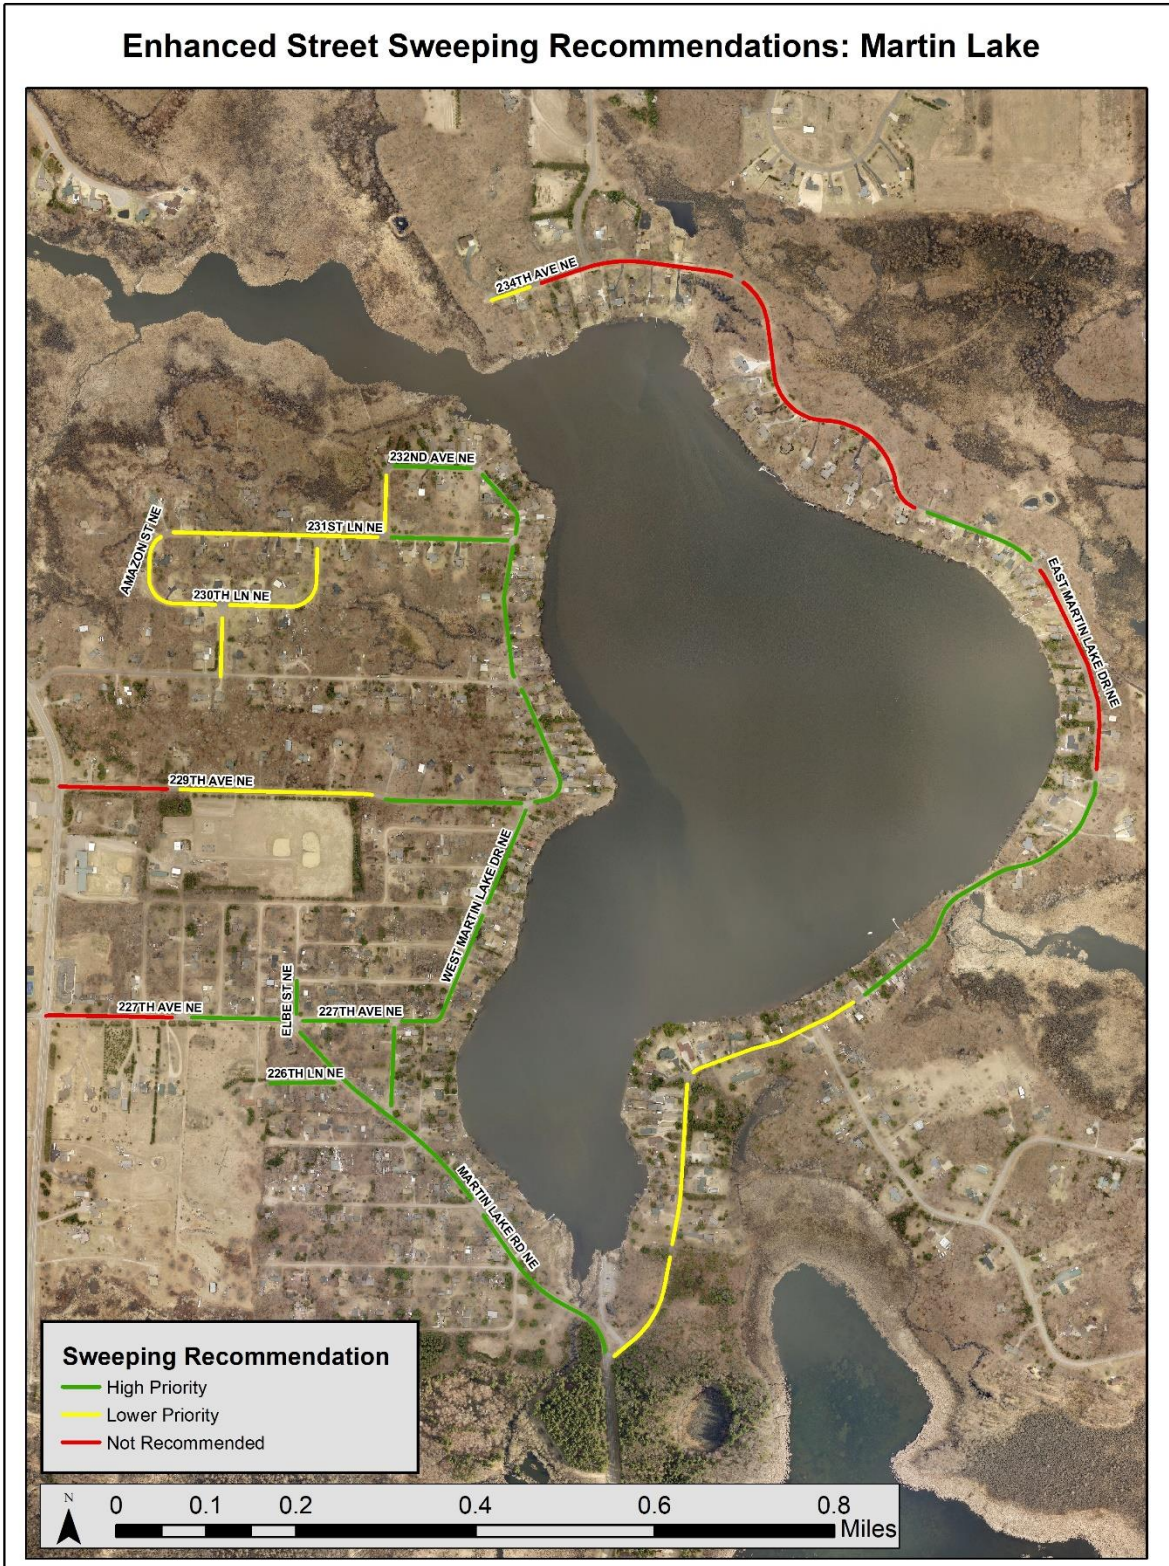 Enhanced Street Sweeping Recommendations: Martin Lake
234TH AVE NE
232ND AVE NE
231ST LN NE
AMAZON ST NE
230TH LN NE
EAST MARTIN LAKE DR NE
229TH AVE NE
WEST MARTIN LAKE DR NE
227TH AVE NE
ELBE ST NE
227TH AVE NE
226TH LN NE
MARTIN LAKE RD NE
Sweeping Recommendation
High Priority
Lower Priority
Not Recommended
N
0 0.1 0.2 0.4 0.6 0.8
Miles